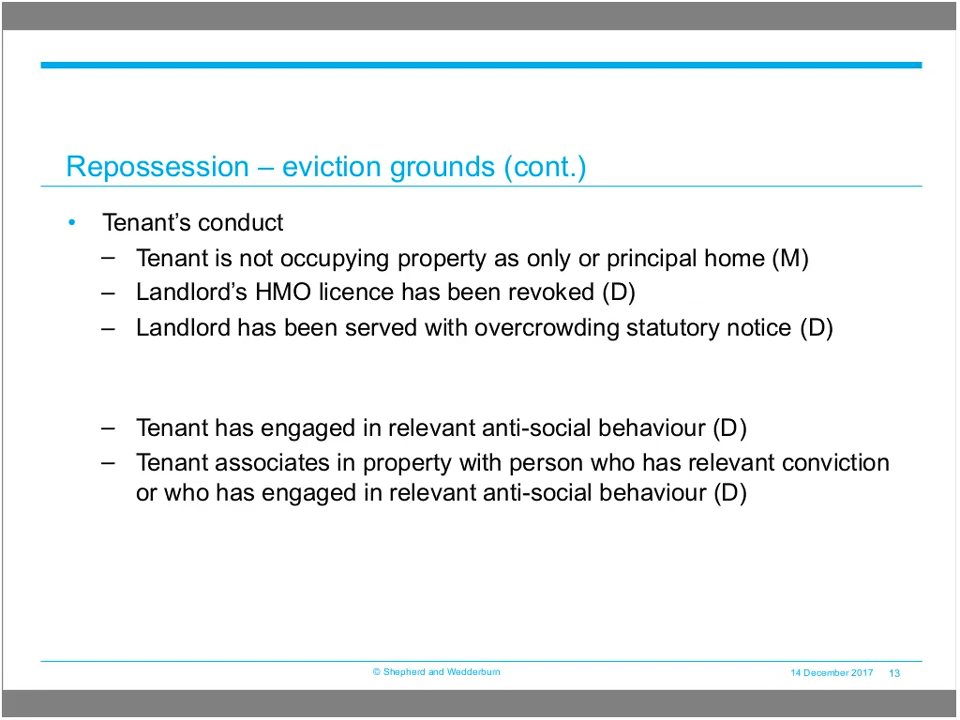 Repossession – eviction grounds (cont.)
• Tenant’s conduct
– Tenant is not occupying property as only or principal home (M)
– Landlord’s HMO licence has been revoked (D)
– Landlord has been served with overcrowding statutory notice (D)
– Tenant has engaged in relevant anti-social behaviour (D)
– Tenant associates in property with person who has relevant conviction
or who has engaged in relevant anti-social behaviour (D)
© Shepherd and Wedderburn
14 December 2017 13